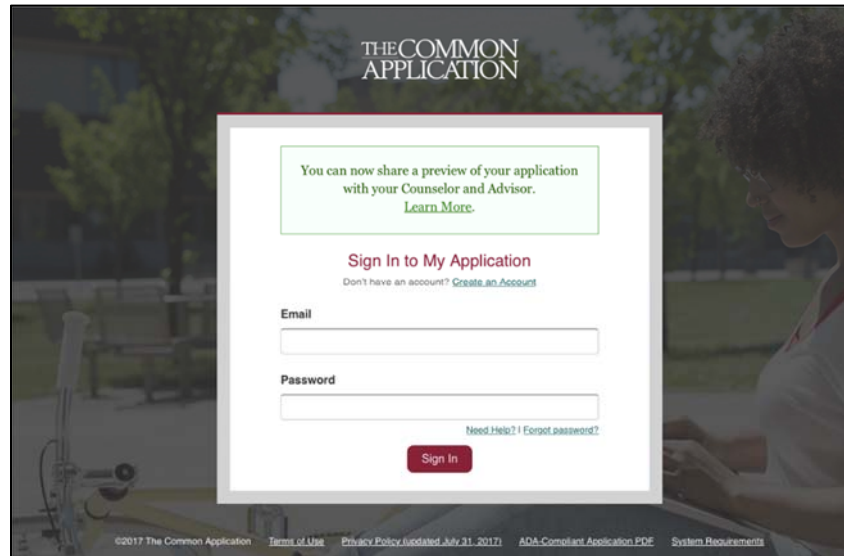 THE COMMON
APPLICATION
You can now share a preview of your application
with your Counselor and Advisor.
Learn More.
Sign In to My Application
Don't have an account? Create an Account
Email
Password
Need Help? | Forgot password?
Sign In
©2017 The Common Application Terms of Use Privacy Policy (updated July 31, 2017) ADA-Compliant Application PDF System Requirements